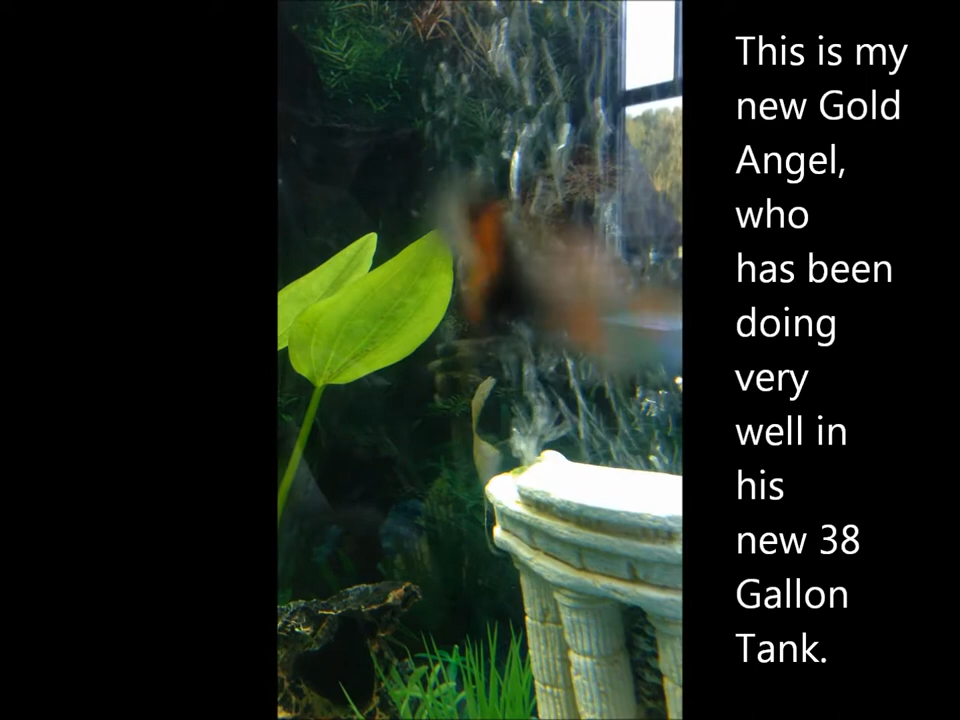 This is my
new Gold
Angel,
who
has been
doing
very
well in
his
new 38
Gallon
Tank.